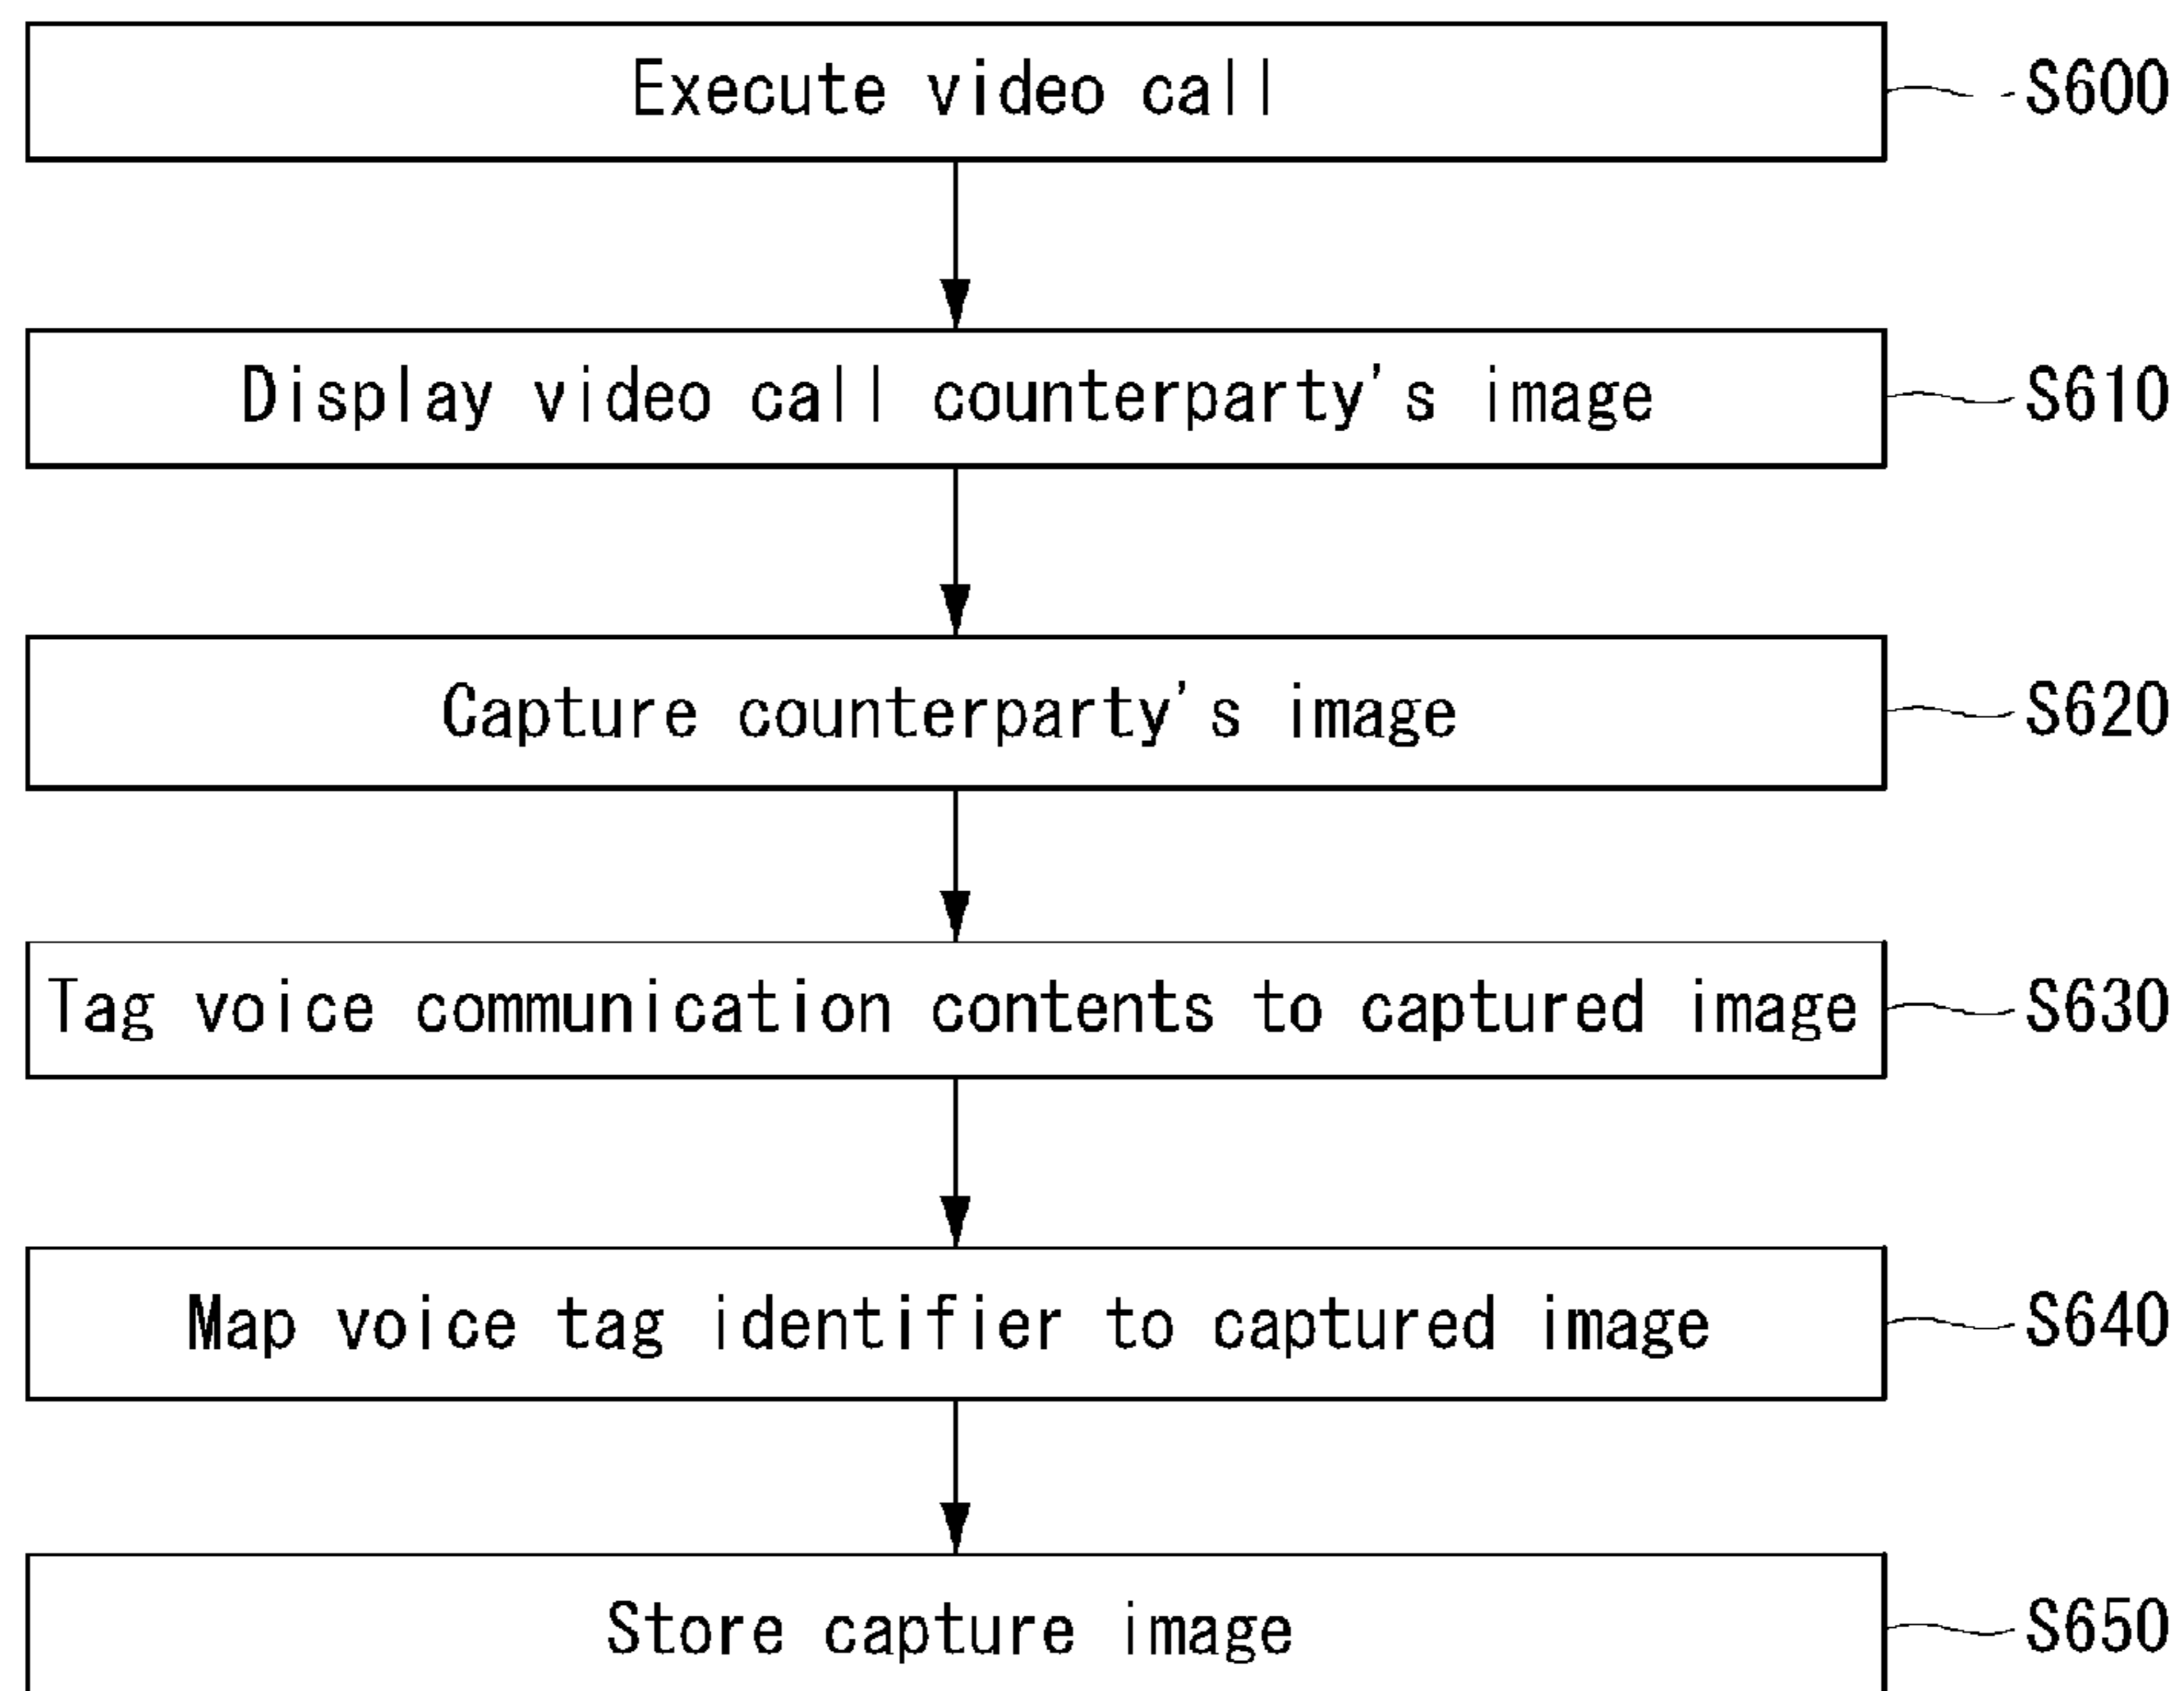 Execute video call S600
Display video call counterparty's image S610
Capture counterparty's image S620
Tag voice communication contents to captured image S630
Map voice tag identifier to captured image S640
Store capture image S650